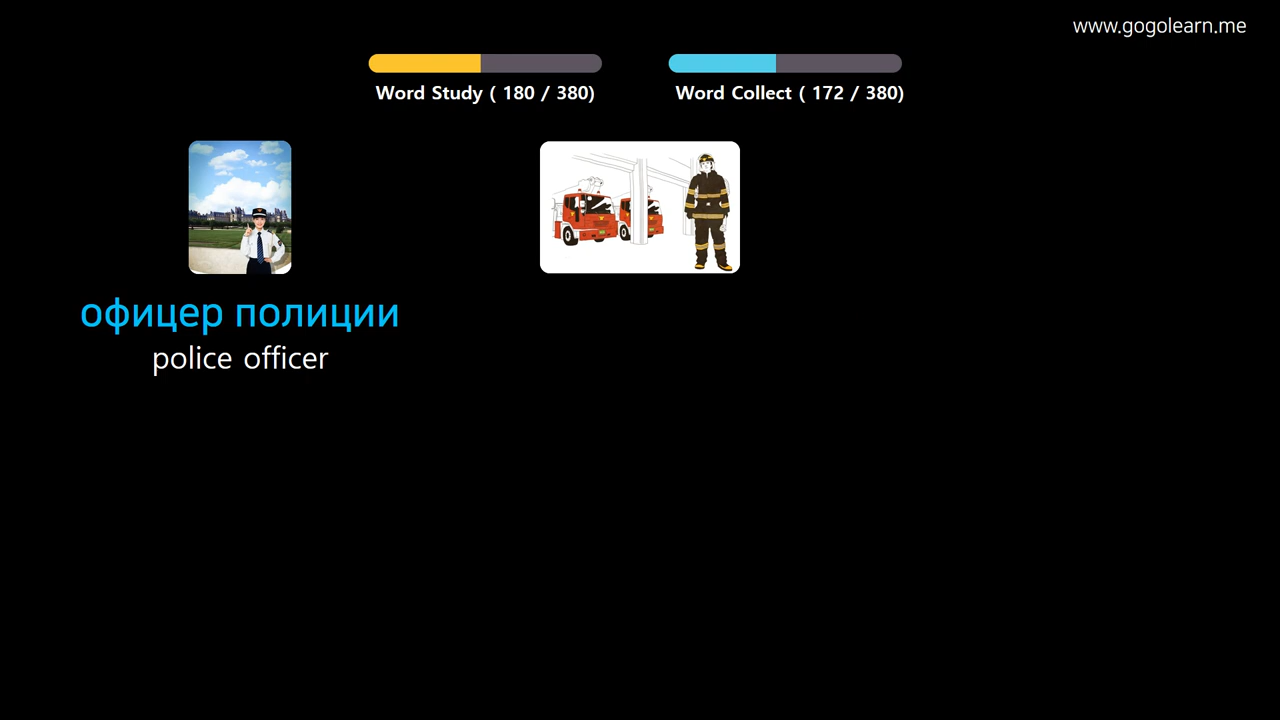 www.gogolearn.me
Word Study ( 180 / 380)
Word Collect ( 172 / 380)
офицер полиции
police officer